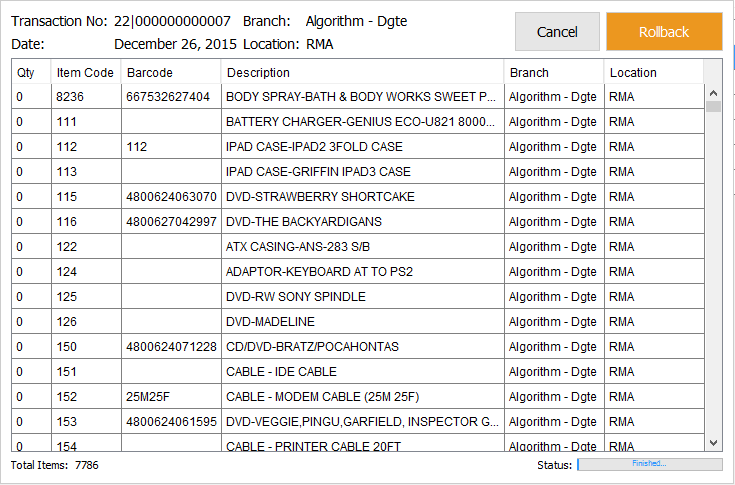 Transaction No: 22|000000000007 Branch: Algorithm - Dgte
Date: December 26, 2015 Location: RMA
Cancel Rollback
Qty Item Code Barcode Description Branch Location
0 8236 667532627404 BODY SPRAY-BATH & BODY WORKS SWEET P... Algorithm - Dgte RMA
0 111 BATTERY CHARGER-GENIUS ECO-U821 8000... Algorithm - Dgte RMA
0 112 112 IPAD CASE-IPAD2 3FOLD CASE Algorithm - Dgte RMA
0 113 IPAD CASE-GRIFFIN IPAD3 CASE Algorithm - Dgte RMA
0 115 4800624063070 DVD-STRAWBERRY SHORTCAKE Algorithm - Dgte RMA
0 116 4800627042997 DVD-THE BACKYARDIGANS Algorithm - Dgte RMA
0 122 ATX CASING-ANS-283 S/B Algorithm - Dgte RMA
0 124 ADAPTOR-KEYBOARD AT TO PS2 Algorithm - Dgte RMA
0 125 DVD-RW SONY SPINDLE Algorithm - Dgte RMA
0 126 DVD-MADELINE Algorithm - Dgte RMA
0 150 4800624071228 CD/DVD-BRATZ/POCAHONTAS Algorithm - Dgte RMA
0 151 CABLE - IDE CABLE Algorithm - Dgte RMA
0 152 25M25F CABLE - MODEM CABLE (25M 25F) Algorithm - Dgte RMA
0 153 4800624061595 DVD-VEGGIE,PINGU,GARFIELD, INSPECTOR G... Algorithm - Dgte RMA
0 154 CABLE - PRINTER CABLE 20FT Algorithm - Dgte RMA
Total Items: 7786 Status: Finished...